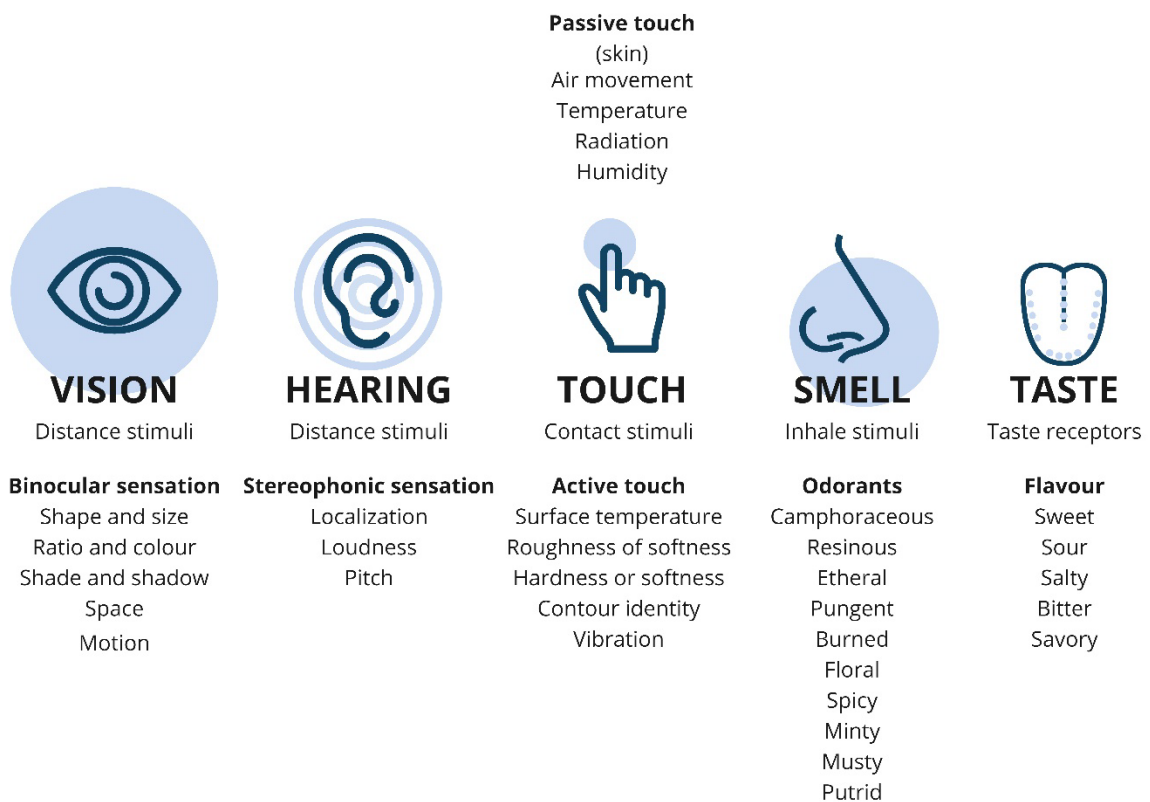 Passive touch
(skin)
Air movement
Temperature
Radiation
Humidity
VISION
Distance stimuli
Binocular sensation
Shape and size
Ratio and colour
Shade and shadow
Space
Motion
HEARING
Distance stimuli
Stereophonic sensation
Localization
Loudness
Pitch
TOUCH
Contact stimuli
Active touch
Surface temperature
Roughness of softness
Hardness or softness
Contour identity
Vibration
SMELL
Inhale stimuli
Odorants
Camphoraceous
Resinous
Etheral
Pungent
Burned
Floral
Spicy
Minty
Musty
Putrid
TASTE
Taste receptors
Flavour
Sweet
Sour
Salty
Bitter
Savory